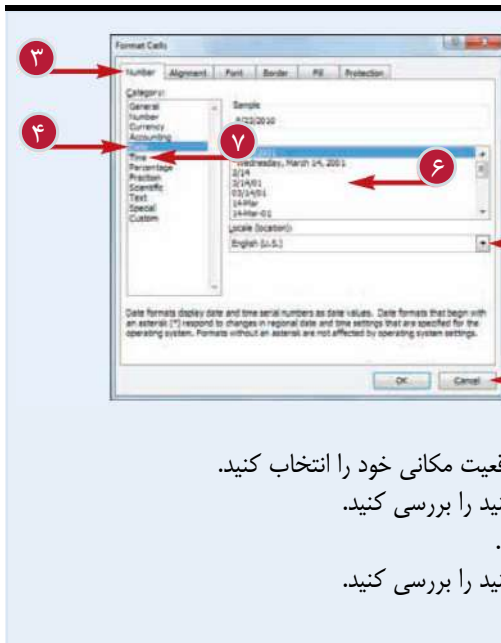 Format Cells
۳
Number Alignment Font Border Fill Protection
Category:
General
Number
Currency
Accounting
Date
Time
Percentage
Fraction
Scientific
Text
Special
Custom
۴
۷
Sample
4/23/2010
Wednesday, March 14, 2001
3/14
3/14/01
03/14/01
14-Mar
14-Mar-01
۶
Locale (location):
English (U.S.)
Date formats display date and time serial numbers as date values. Date formats that begin with
an asterisk (*) respond to changes in regional date and time settings that are specified for the
operating system. Formats without an asterisk are not affected by operating system settings.
OK Cancel
مکانی خود را انتخاب کنید.
را بررسی کنید.
.
را بررسی کنید.